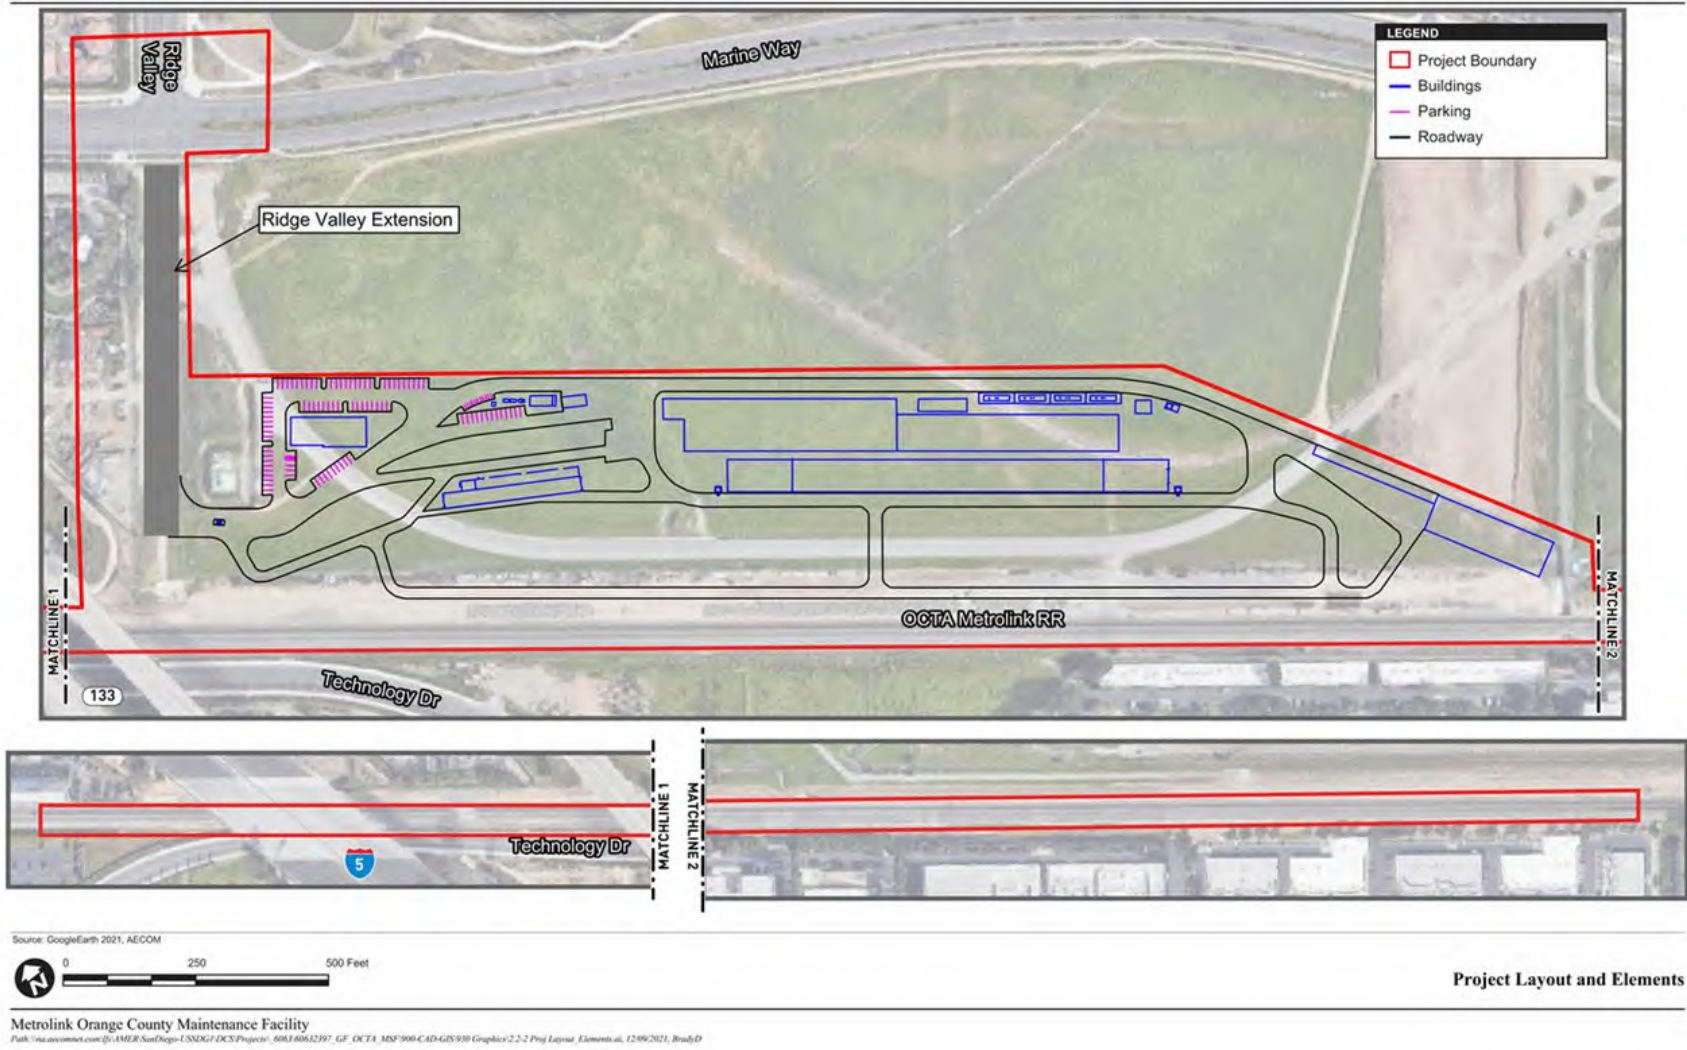 Ridge
Valley
Marine Way
LEGEND
Project Boundary
Buildings
Parking
Roadway
Ridge Valley Extension
OCTA Metrolink RR
MATCHLINE 1
MATCHLINE 2
Technology Dr
133
Technology Dr
5
MATCHLINE 1
MATCHLINE 2
Source: GoogleEarth 2021, AECOM
N
0 250 500 Feet
Project Layout and Elements
Metrolink Orange County Maintenance Facility